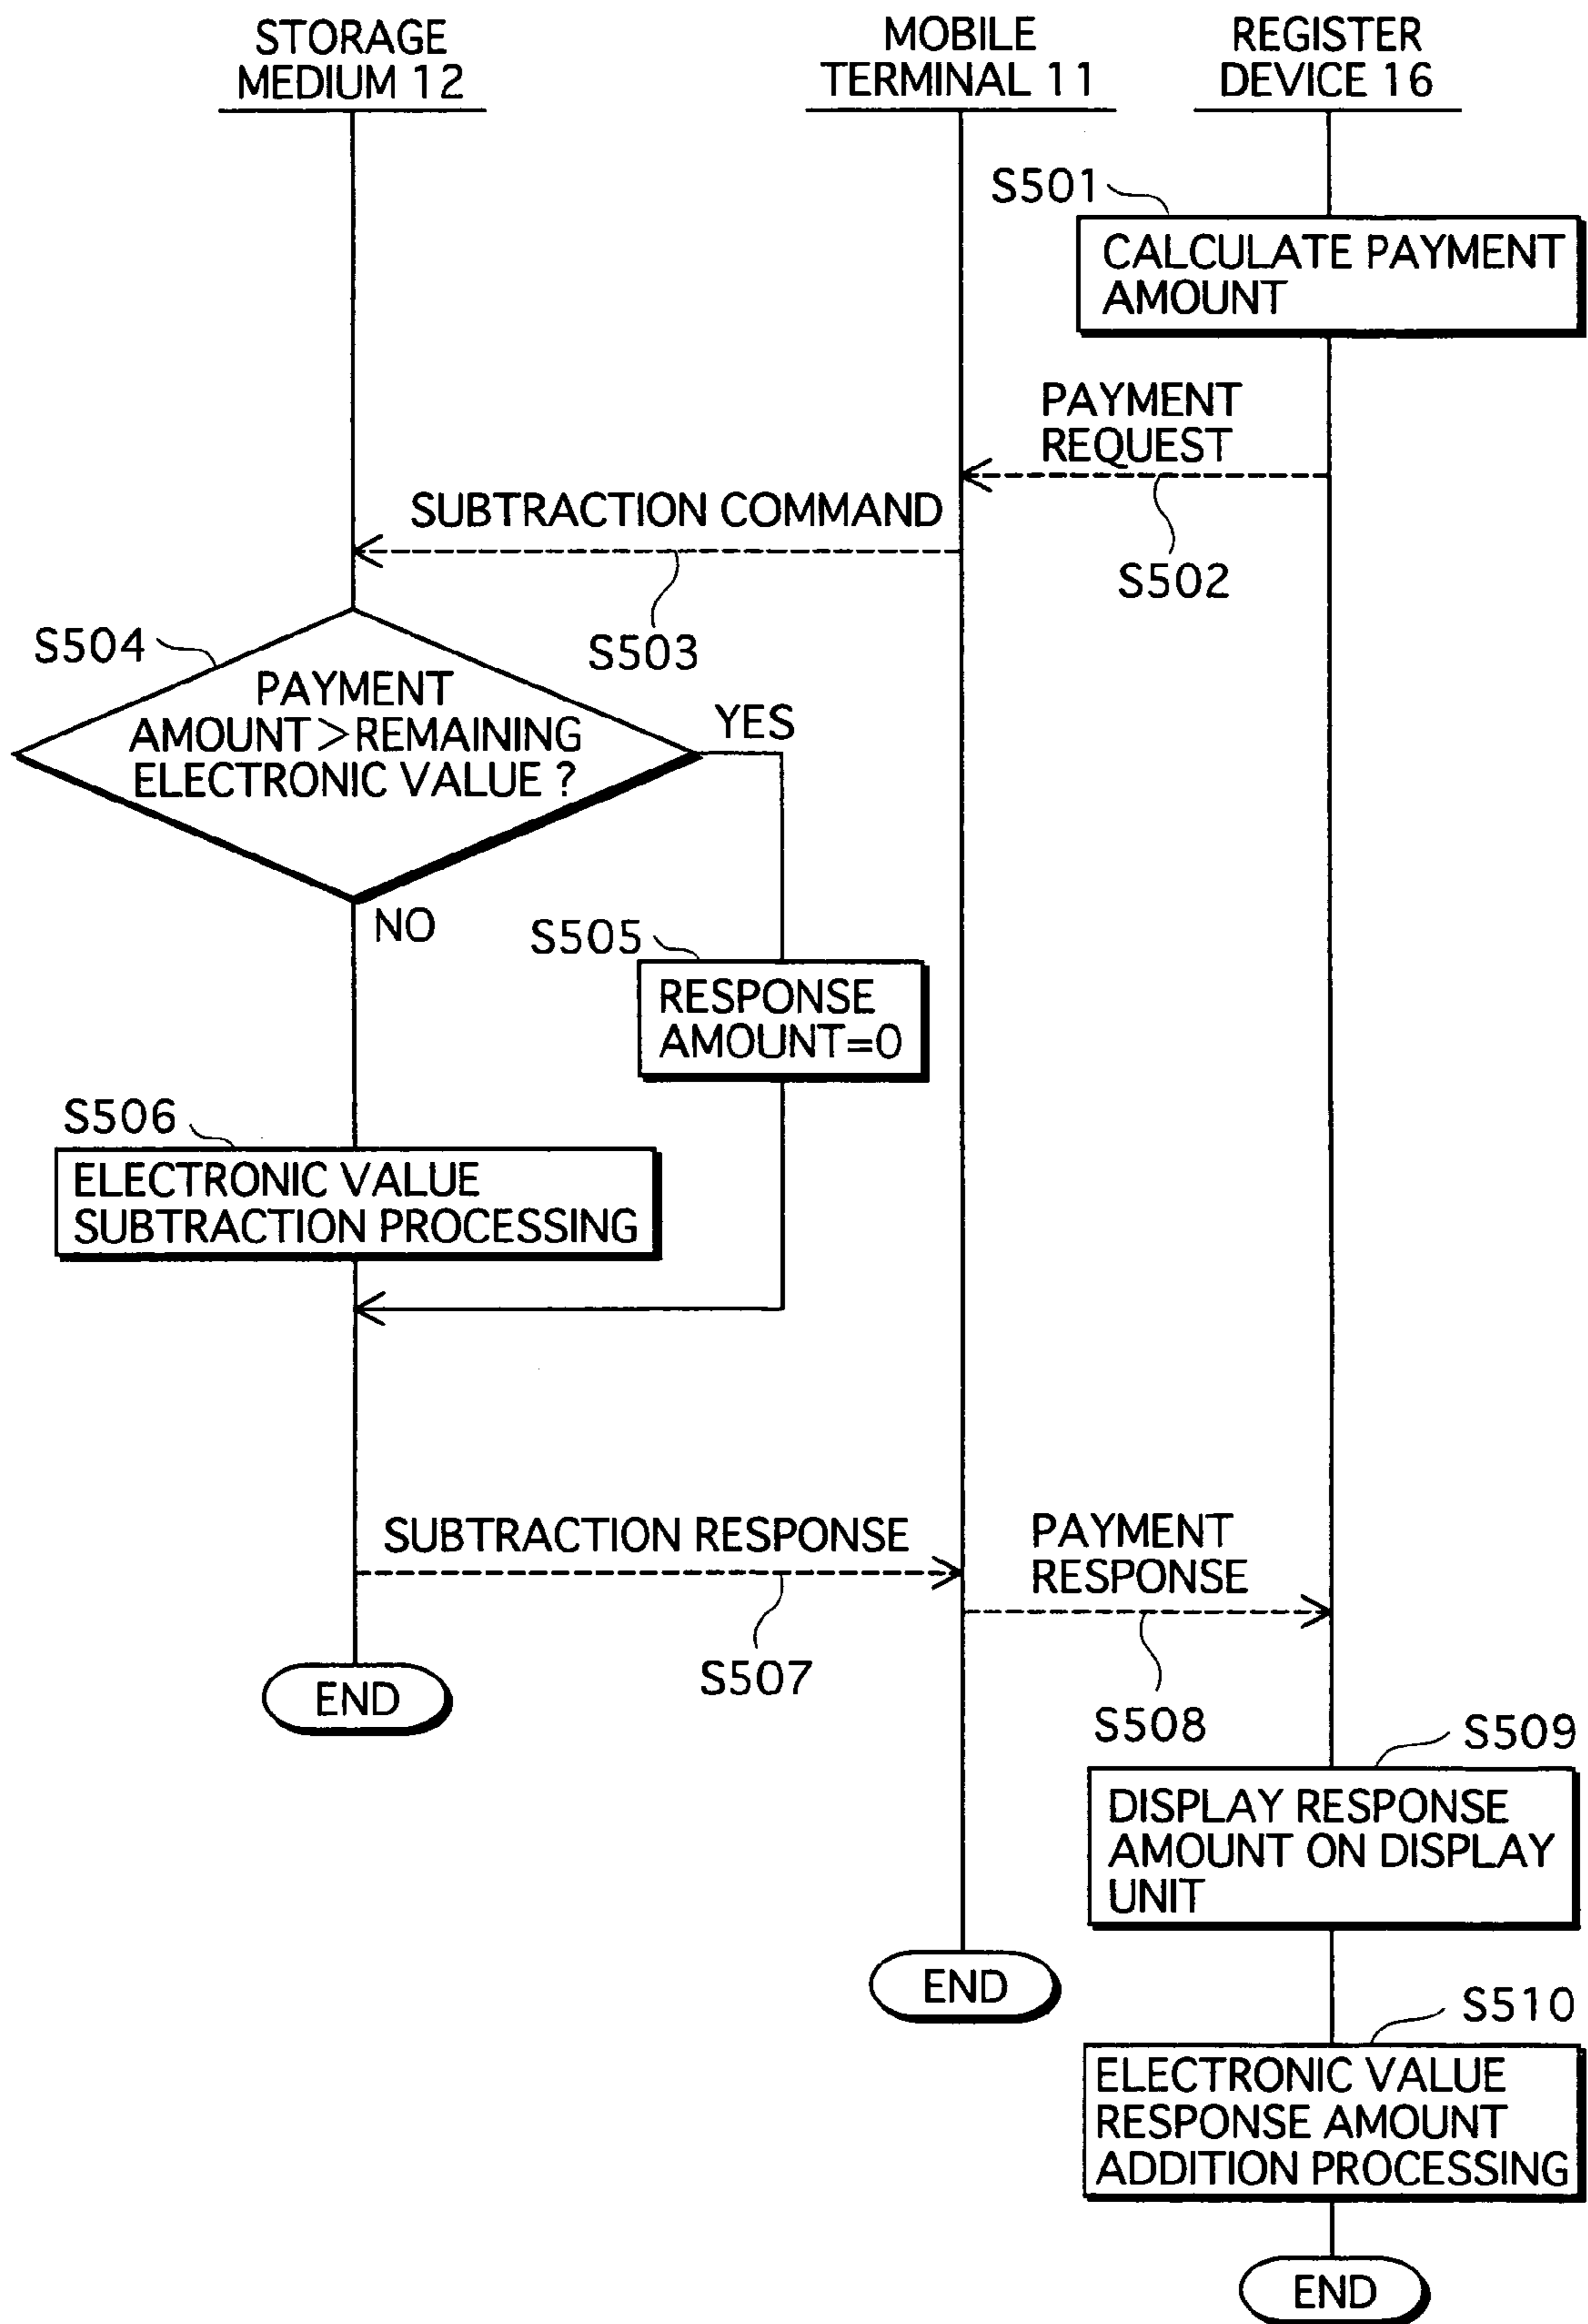 STORAGE
MEDIUM 12
MOBILE
TERMINAL 11
REGISTER
DEVICE 16
S501
CALCULATE PAYMENT
AMOUNT
PAYMENT
REQUEST
S502
SUBTRACTION COMMAND
S503
S504
PAYMENT
AMOUNT>REMAINING
ELECTRONIC VALUE ?
YES
NO
S505
RESPONSE
AMOUNT=0
S506
ELECTRONIC VALUE
SUBTRACTION PROCESSING
SUBTRACTION RESPONSE
S507
PAYMENT
RESPONSE
S508
END
S509
DISPLAY RESPONSE
AMOUNT ON DISPLAY
UNIT
END
S510
ELECTRONIC VALUE
RESPONSE AMOUNT
ADDITION PROCESSING
END